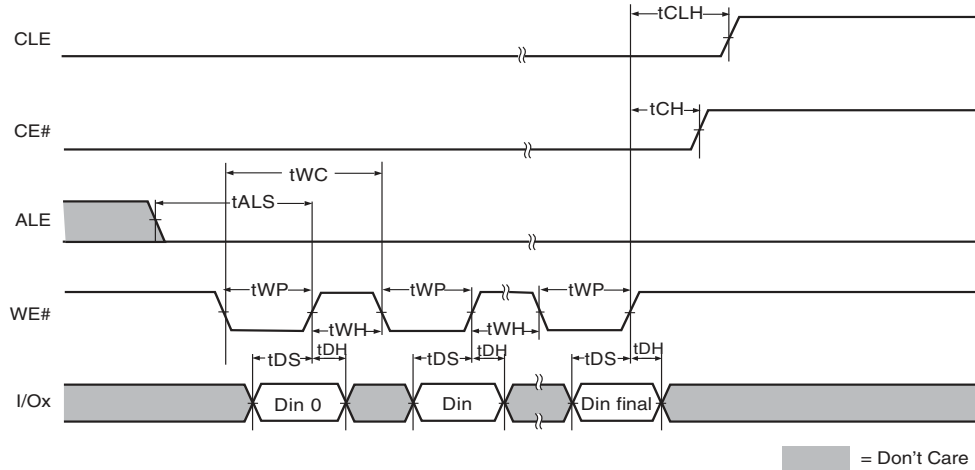 tCLH
CLE
tCH
CE#
tWC
tALS
ALE
tWP tWP tWP
WE#
tWH tWH
tDS tDH tDS tDH tDS tDH
I/Ox Din 0 Din Din final
= Don't Care